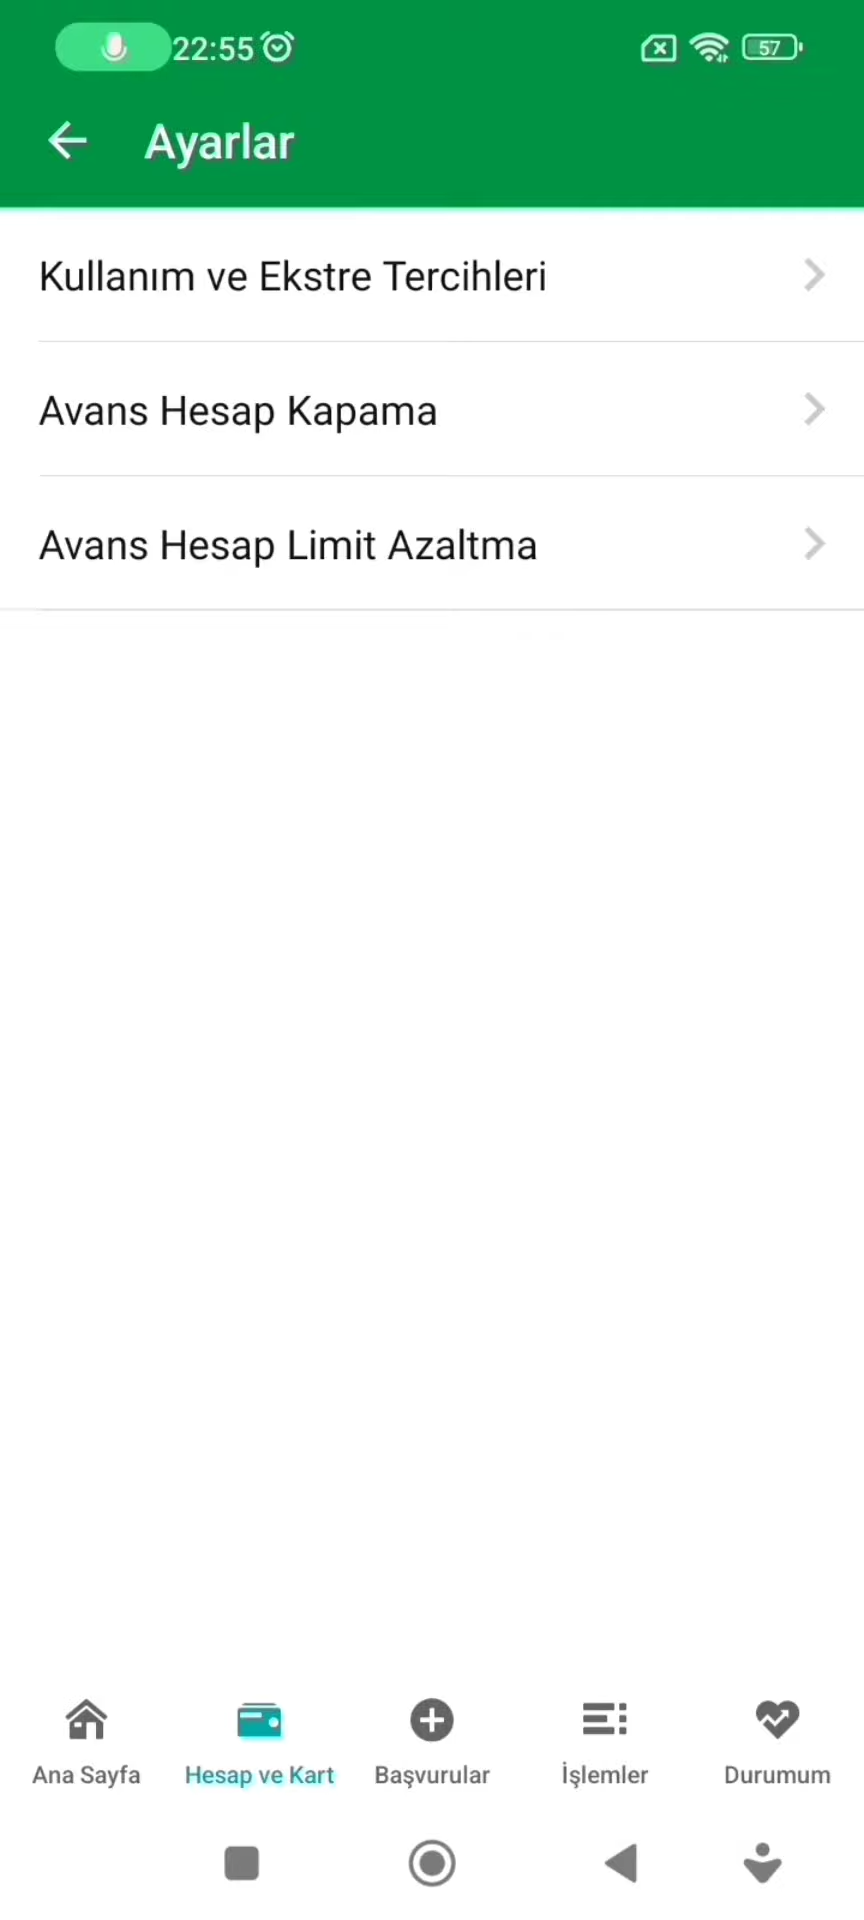 22:55
57
Ayarlar
Kullanım ve Ekstre Tercihleri
Avans Hesap Kapama
Avans Hesap Limit Azaltma
Ana Sayfa
Hesap ve Kart
Başvurular
İşlemler
Durumum